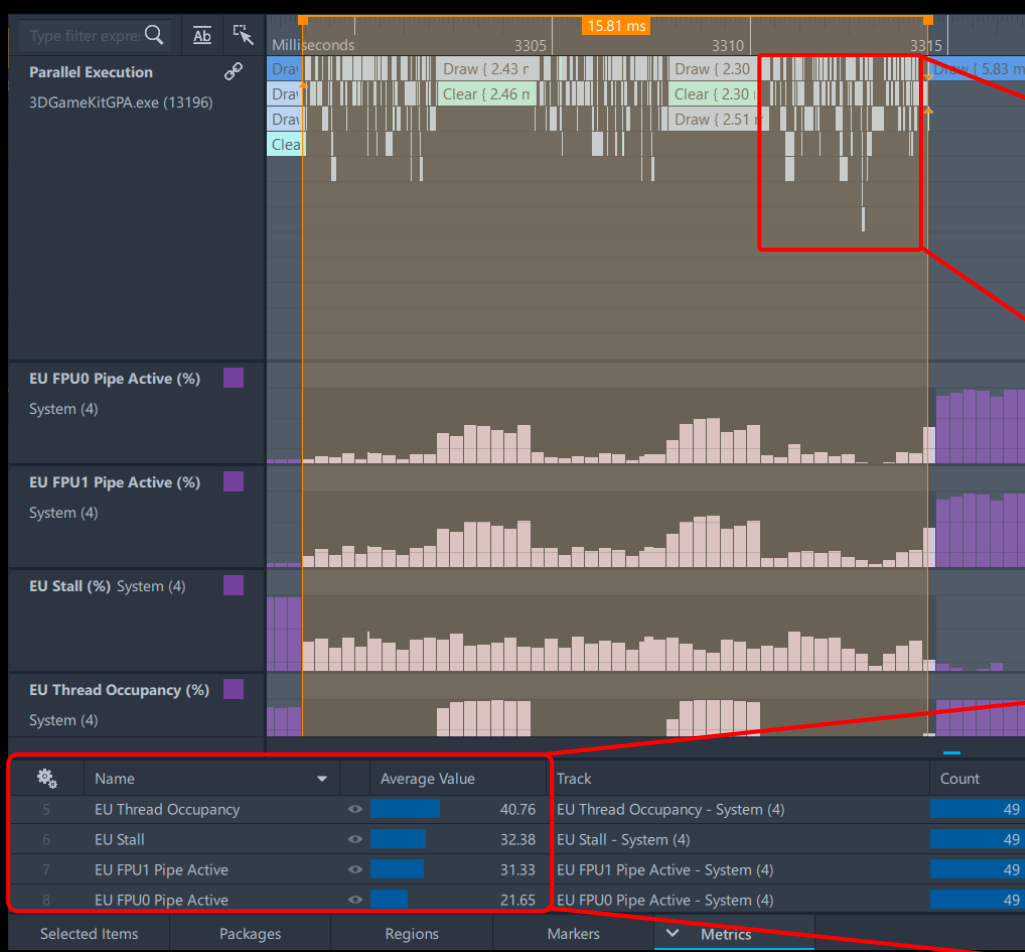 Type filter expre
Ab
15.81 ms
Milliseconds
3305
3310
3315
Parallel Execution
3DGameKitGPA.exe (13196)
Draw { 2.43 m
Draw { 2.30
Draw { 5.83 m
Clear { 2.46 m
Clear { 2.30
Draw { 2.51 m
Clea
EU FPU0 Pipe Active (%)
System (4)
EU FPU1 Pipe Active (%)
System (4)
EU Stall (%) System (4)
EU Thread Occupancy (%)
System (4)
Name
Average Value
Track
Count
5 EU Thread Occupancy 40.76 EU Thread Occupancy - System (4) 49
6 EU Stall 32.38 EU Stall - System (4) 49
7 EU FPU1 Pipe Active 31.33 EU FPU1 Pipe Active - System (4) 49
8 EU FPU0 Pipe Active 21.65 EU FPU0 Pipe Active - System (4) 49
Selected Items
Packages
Regions
Markers
Metrics